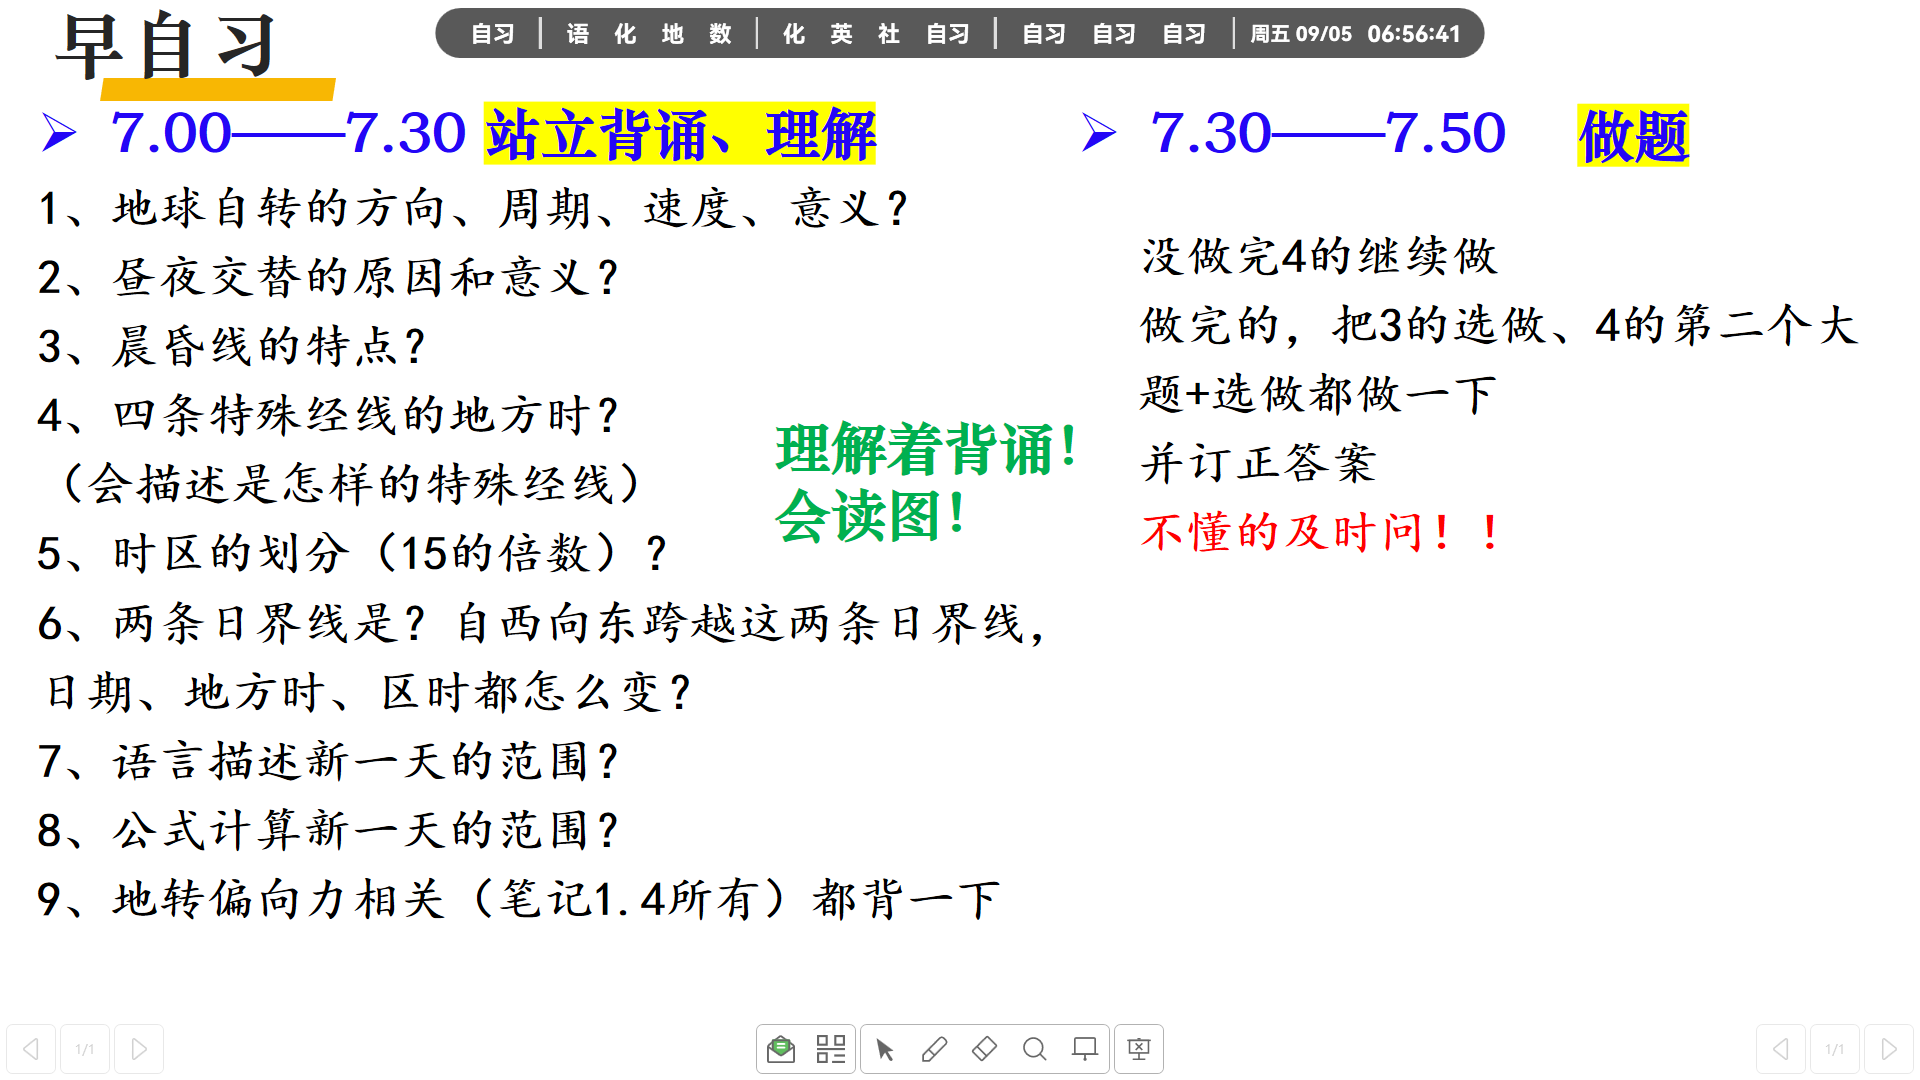 早自习
自习 | 语 化 地 数 | 化 英 社 自习 | 自习 自习 自习 | 周五 09/05 06:56:41
7.00——7.30 站立背诵、理解
1、地球自转的方向、周期、速度、意义？
2、昼夜交替的原因和意义？
3、晨昏线的特点？
4、四条特殊经线的地方时？
（会描述是怎样的特殊经线）
5、时区的划分（15的倍数）？
6、两条日界线是？自西向东跨越这两条日界线，
日期、地方时、区时都怎么变？
7、语言描述新一天的范围？
8、公式计算新一天的范围？
9、地转偏向力相关（笔记1.4所有）都背一下
理解着背诵！
会读图！
7.30——7.50 做题
没做完4的继续做
做完的，把3的选做、4的第二个大
题+选做都做一下
并订正答案
不懂的及时问！！
1/1
1/1